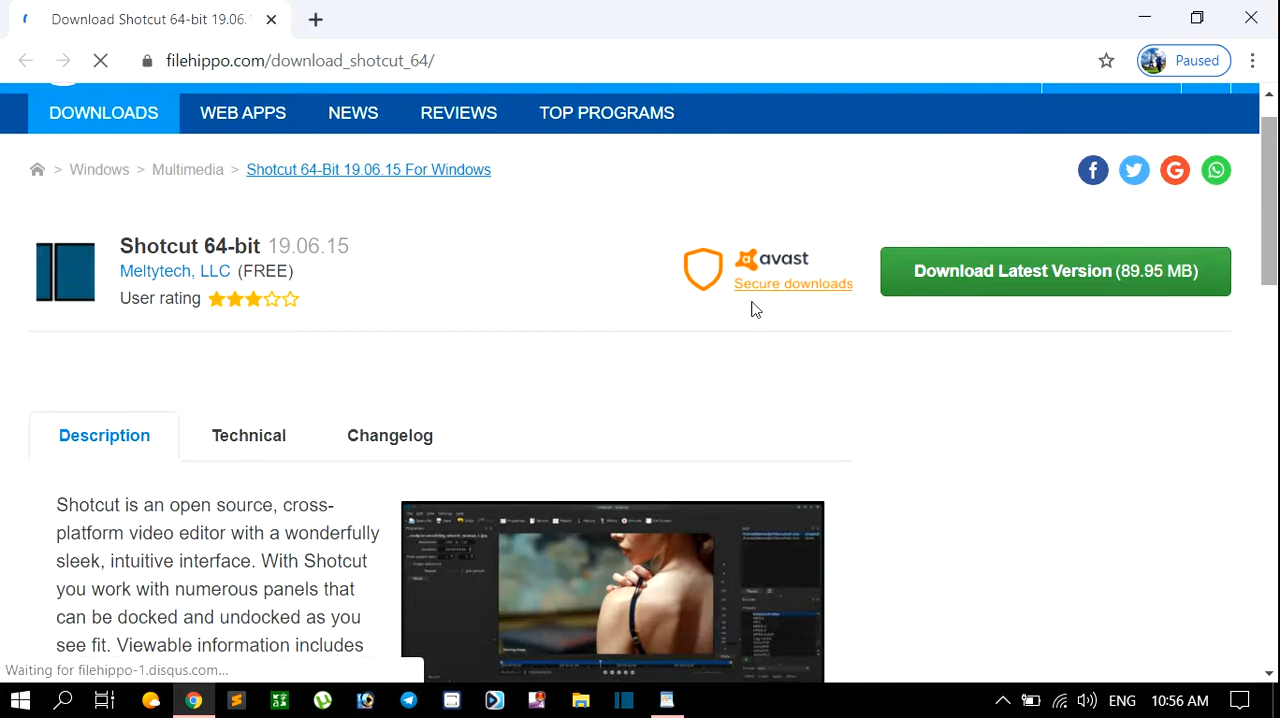 Download Shotcut 64-bit 19.06.1
filehippo.com/download_shotcut_64/
Paused
DOWNLOADS
WEB APPS
NEWS
REVIEWS
TOP PROGRAMS
> Windows > Multimedia > Shotcut 64-Bit 19.06.15 For Windows
Shotcut 64-bit 19.06.15
Meltytech, LLC (FREE)
User rating
avast
Secure downloads
Download Latest Version (89.95 MB)
Description
Technical
Changelog
Shotcut is an open source, cross-
platform video editor with a wonderfully
sleek, intuitive interface. With Shotcut
you work with numerous panels that
can be docked and undocked as you
see fit. Viewable information includes
Waiting for filehippo-1.disqus.com...
ENG
10:56 AM